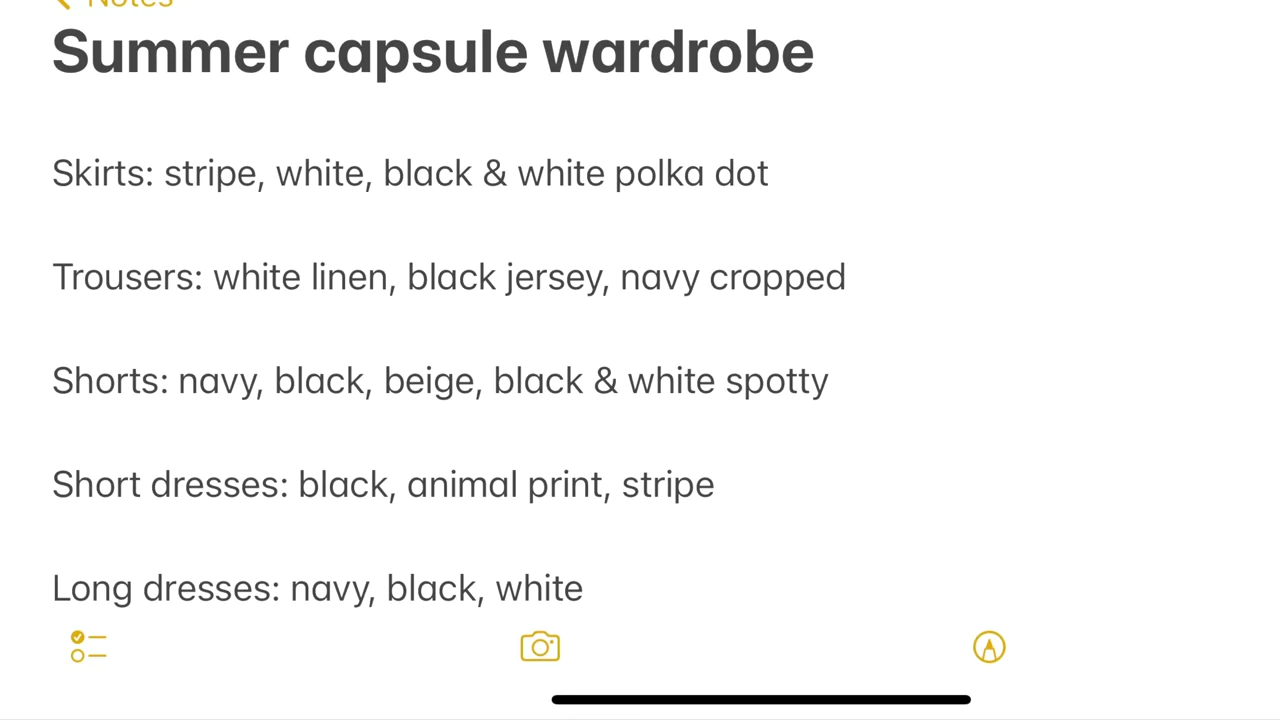 Notes
Summer capsule wardrobe
Skirts: stripe, white, black & white polka dot
Trousers: white linen, black jersey, navy cropped
Shorts: navy, black, beige, black & white spotty
Short dresses: black, animal print, stripe
Long dresses: navy, black, white